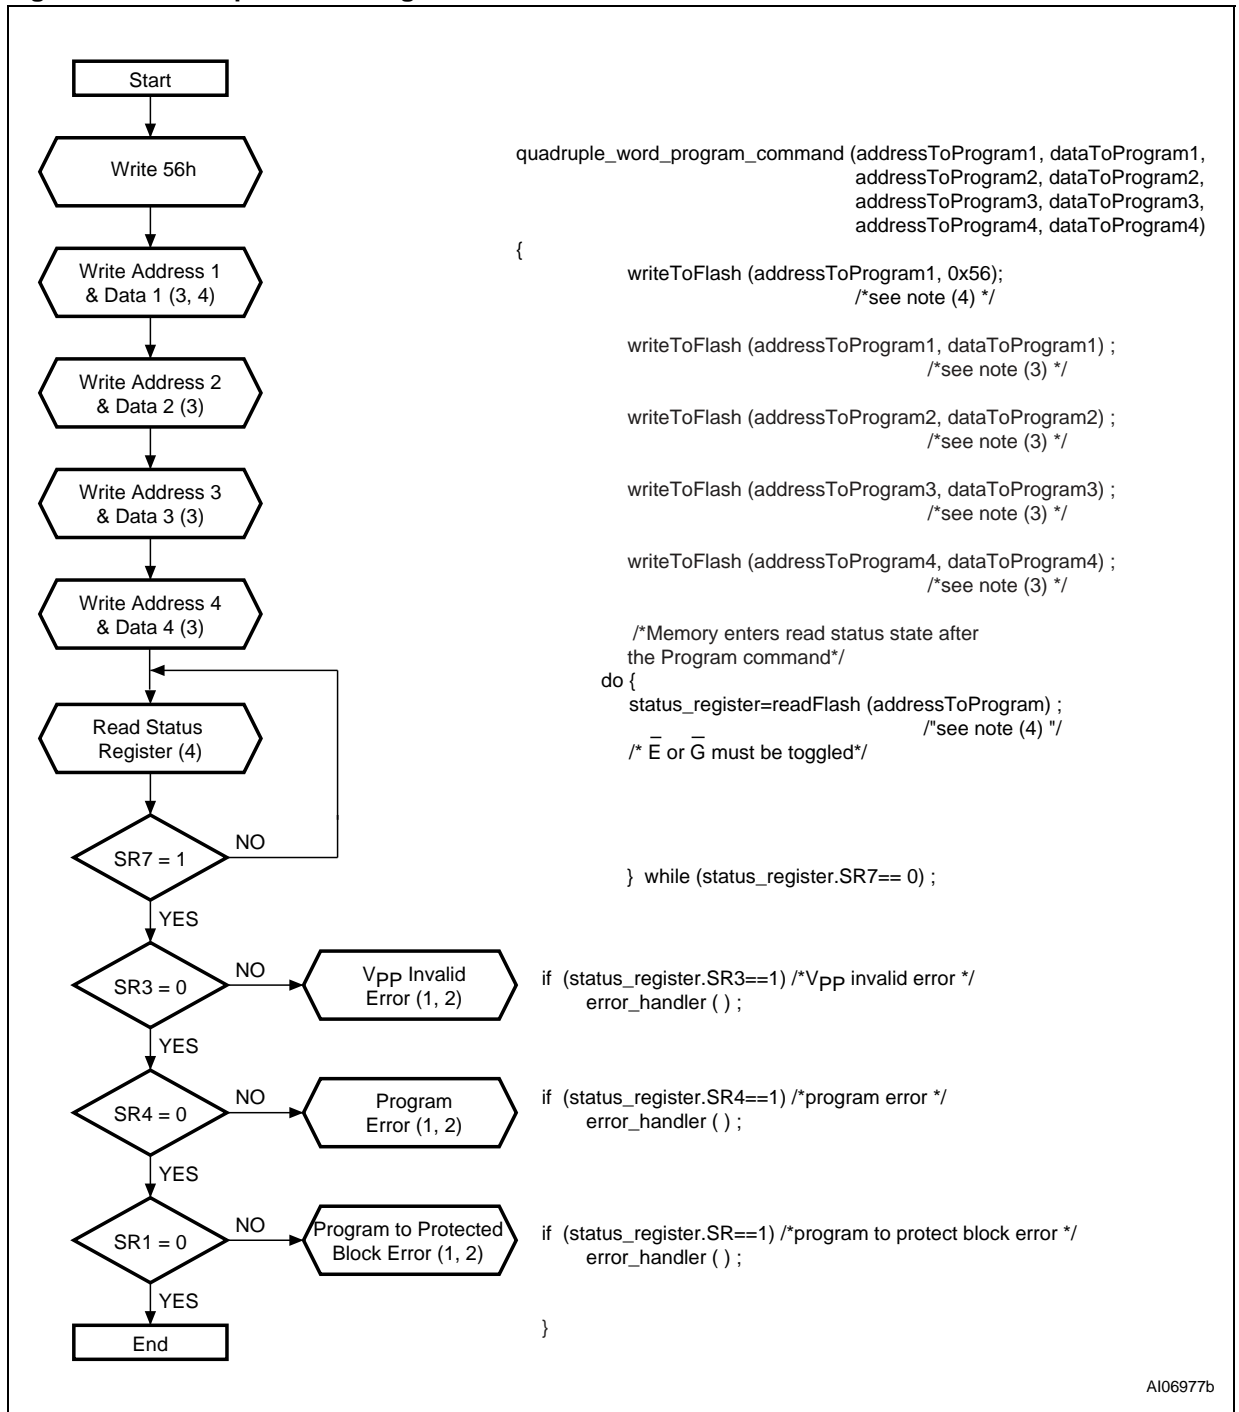 Start
Write 56h
Write Address 1
& Data 1 (3, 4)
Write Address 2
& Data 2 (3)
Write Address 3
& Data 3 (3)
Write Address 4
& Data 4 (3)
Read Status
Register (4)
SR7 = 1
NO
YES
SR3 = 0
NO
VPP Invalid
Error (1, 2)
YES
SR4 = 0
NO
Program
Error (1, 2)
YES
SR1 = 0
NO
Program to Protected
Block Error (1, 2)
YES
End
quadruple_word_program_command (addressToProgram1, dataToProgram1,
addressToProgram2, dataToProgram2,
addressToProgram3, dataToProgram3,
addressToProgram4, dataToProgram4)
{
writeToFlash (addressToProgram1, 0x56);
/*see note (4) */
writeToFlash (addressToProgram1, dataToProgram1) ;
/*see note (3) */
writeToFlash (addressToProgram2, dataToProgram2) ;
/*see note (3) */
writeToFlash (addressToProgram3, dataToProgram3) ;
/*see note (3) */
writeToFlash (addressToProgram4, dataToProgram4) ;
/*see note (3) */
/*Memory enters read status state after
the Program command*/
do {
status_register=readFlash (addressToProgram) ;
/"see note (4) "/
/* E̅ or G̅ must be toggled*/
} while (status_register.SR7== 0) ;
if (status_register.SR3==1) /*VPP invalid error */
error_handler ( ) ;
if (status_register.SR4==1) /*program error */
error_handler ( ) ;
if (status_register.SR==1) /*program to protect block error */
error_handler ( ) ;
}
AI06977b